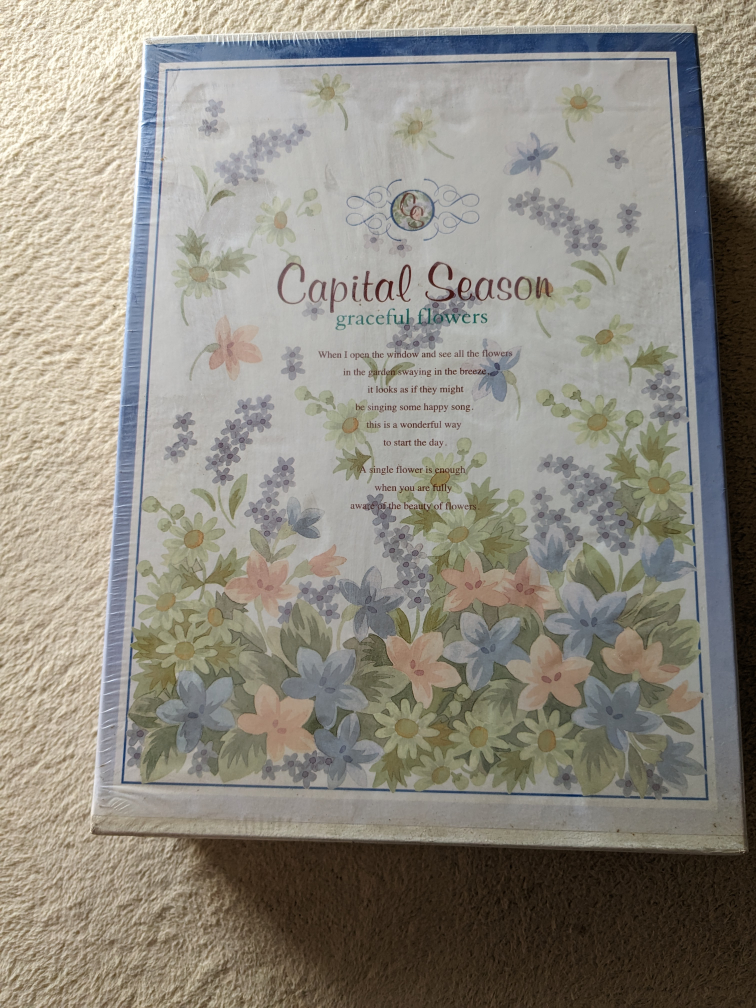 CC
Capital Season
graceful flowers
When I open the window and see all the flowers
in the garden swaying in the breeze,
it looks as if they might
be singing some happy song.
this is a wonderful way
to start the day.
A single flower is enough
when you are fully
aware of the beauty of flowers.